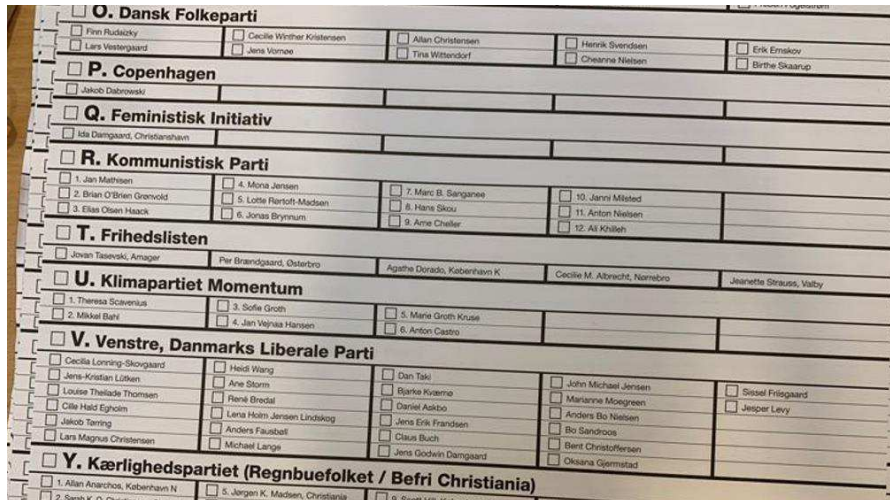 O. Dansk Folkeparti
Finn Rudaizky Cecilie Winther Kristensen Allan Christensen Henrik Svendsen Erik Ernskov
Lars Vestergaard Jens Vornøe Tina Wittendorf Cheanne Nielsen Birthe Skaarup
P. Copenhagen
Jakob Dabrowski
Q. Feministisk Initiativ
Ida Damgaard, Christianshavn
R. Kommunistisk Parti
1. Jan Mathisen 4. Mona Jensen 7. Marc B. Sanganee 10. Janni Milsted
2. Brian O'Brien Grønvold 5. Lotte Rørtoft-Madsen 8. Hans Skou 11. Anton Nielsen
3. Elias Olsen Haack 6. Jonas Brynnum 9. Arne Cheller 12. Ali Khilleh
T. Frihedslisten
Jovan Tasevski, Amager Per Brændgaard, Østerbro Agathe Dorado, København K Cecilie M. Albrecht, Nørrebro Jeanette Strauss, Valby
U. Klimapartiet Momentum
1. Theresa Scavenius 3. Sofie Groth 5. Marie Groth Kruse
2. Mikkel Bahl 4. Jan Vejnaa Hansen 6. Anton Castro
V. Venstre, Danmarks Liberale Parti
Cecilia Lonning-Skovgaard Heidi Wang Dan Taki John Michael Jensen Sissel Friisgaard
Jens-Kristian Lütken Ane Storm Bjarke Kværnø Marianne Moegreen Jesper Levy
Louise Theilade Thomsen René Bredal Daniel Askbo Anders Bo Nielsen
Cille Hald Egholm Lena Holm Jensen Lindskog Jens Erik Frandsen Bo Sandroos
Jakob Tørring Anders Fausbøll Claus Buch Bent Christoffersen
Lars Magnus Christensen Michael Lange Jens Godwin Damgaard Oksana Gjermstad
Y. Kærlighedspartiet (Regnbuefolket / Befri Christiania)
1. Allan Anarchos, København N 5. Jørgen K. Madsen, Christiania